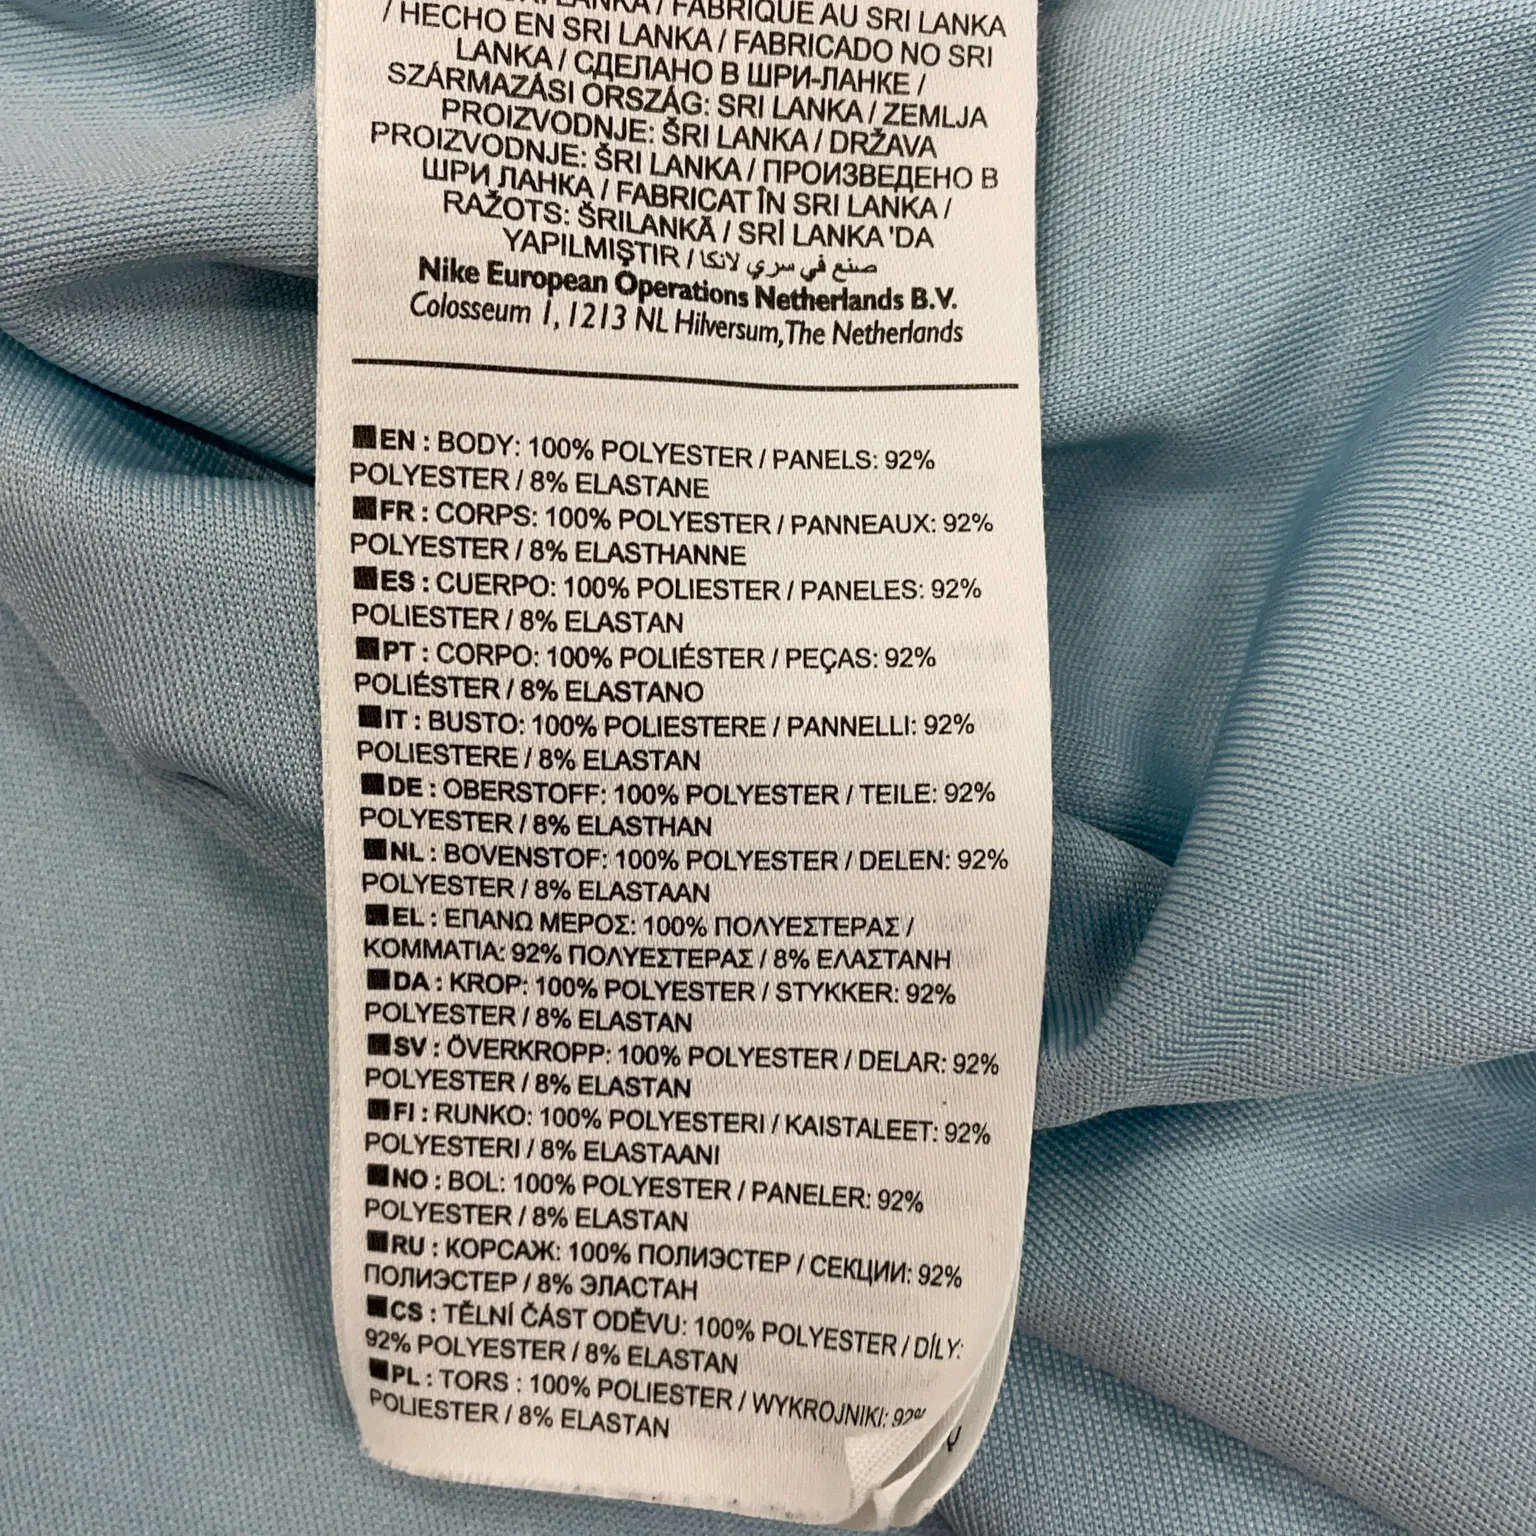 SRI LANKA / FABRIQUÉ AU SRI LANKA
/ HECHO EN SRI LANKA / FABRICADO NO SRI
LANKA / СДЕЛАНО В ШРИ-ЛАНКЕ /
SZÁRMAZÁSI ORSZÁG: SRI LANKA / ZEMLJA
PROIZVODNJE: ŠRI LANKA / DRŽAVA
PROIZVODNJE: ŠRI LANKA / ПРОИЗВЕДЕНО В
ШРИ ЛАНКА / FABRICAT ÎN SRI LANKA /
RAŽOTS: ŠRILANKĀ / SRİ LANKA 'DA
YAPILMIŞTIR / صنع في سري لانكا
Nike European Operations Netherlands B.V.
Colosseum 1, 1213 NL Hilversum, The Netherlands
EN : BODY: 100% POLYESTER / PANELS: 92%
POLYESTER / 8% ELASTANE
FR : CORPS: 100% POLYESTER / PANNEAUX: 92%
POLYESTER / 8% ELASTHANNE
ES : CUERPO: 100% POLIESTER / PANELES: 92%
POLIESTER / 8% ELASTAN
PT : CORPO: 100% POLIÉSTER / PEÇAS: 92%
POLIÉSTER / 8% ELASTANO
IT : BUSTO: 100% POLIESTERE / PANNELLI: 92%
POLIESTERE / 8% ELASTAN
DE : OBERSTOFF: 100% POLYESTER / TEILE: 92%
POLYESTER / 8% ELASTHAN
NL : BOVENSTOF: 100% POLYESTER / DELEN: 92%
POLYESTER / 8% ELASTAAN
EL : ΕΠΑΝΩ ΜΕΡΟΣ: 100% ΠΟΛΥΕΣΤΕΡΑΣ /
ΚΟΜΜΑΤΙΑ: 92% ΠΟΛΥΕΣΤΕΡΑΣ / 8% ΕΛΑΣΤΑΝΗ
DA : KROP: 100% POLYESTER / STYKKER: 92%
POLYESTER / 8% ELASTAN
SV : ÖVERKROPP: 100% POLYESTER / DELAR: 92%
POLYESTER / 8% ELASTAN
FI : RUNKO: 100% POLYESTERI / KAISTALEET: 92%
POLYESTERI / 8% ELASTAANI
NO : BOL: 100% POLYESTER / PANELER: 92%
POLYESTER / 8% ELASTAN
RU : КОРСАЖ: 100% ПОЛИЭСТЕР / СЕКЦИИ: 92%
ПОЛИЭСТЕР / 8% ЭЛАСТАН
CS : TĚLNÍ ČÁST ODĚVU: 100% POLYESTER / DÍLY:
92% POLYESTER / 8% ELASTAN
PL : TORS : 100% POLIESTER / WYKROJNIKI: 92%
POLIESTER / 8% ELASTAN